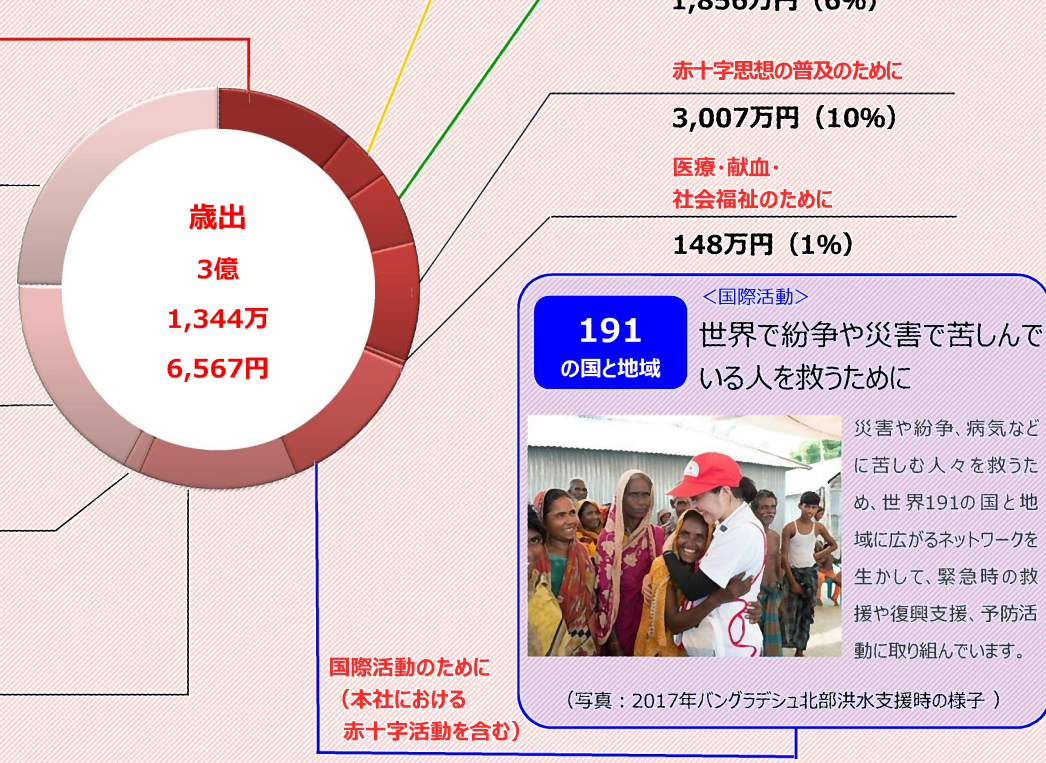 1,856万円（6%）
赤十字思想の普及のために
3,007万円（10%）
医療・献血・
社会福祉のために
148万円（1%）
歳出
3億
1,344万
6,567円
191
の国と地域
＜国際活動＞
世界で紛争や災害で苦しんで
いる人を救うために
災害や紛争、病気など
に苦しむ人々を救うた
め、世界191の国と地
域に広がるネットワークを
生かして、緊急時の救
援や復興支援、予防活
動に取り組んでいます。
（写真：2017年バングラデシュ北部洪水支援時の様子 ）
国際活動のために
（本社における
赤十字活動を含む）